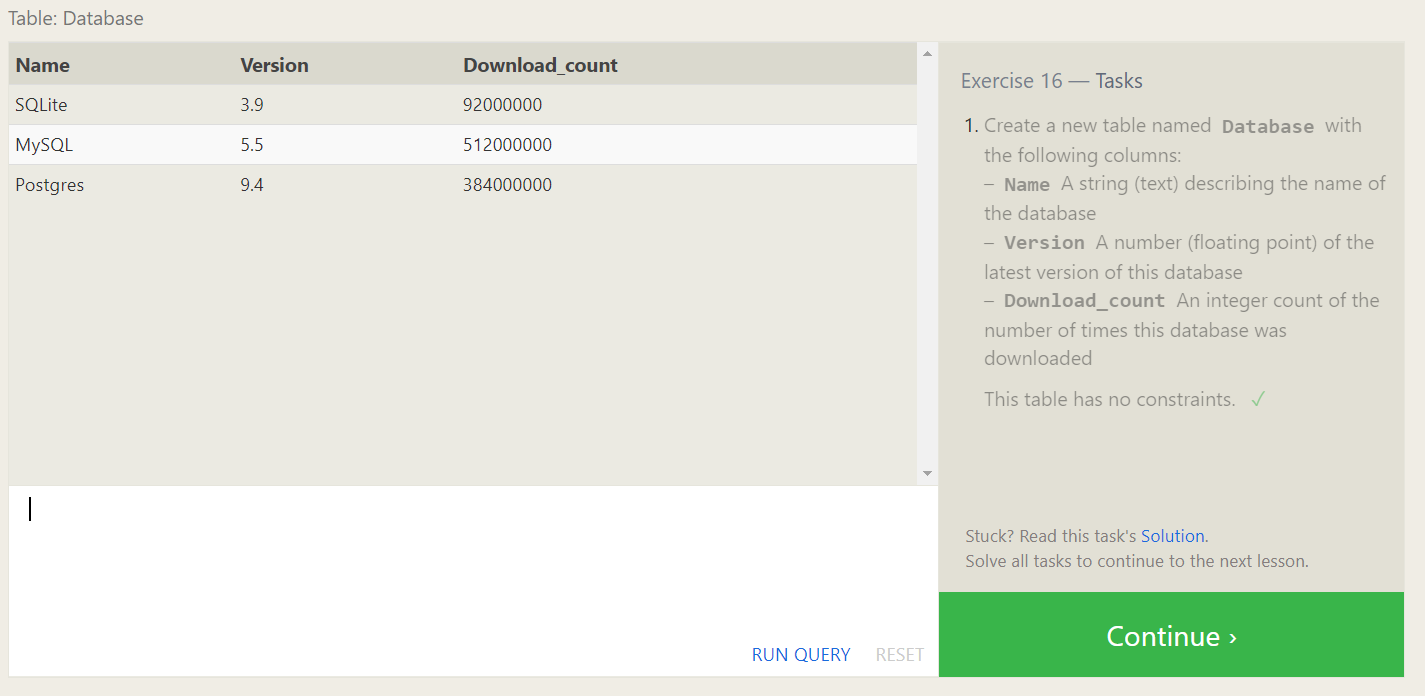 Table: Database
Name Version Download_count
SQLite 3.9 92000000
MySQL 5.5 512000000
Postgres 9.4 384000000
RUN QUERY RESET
Exercise 16 — Tasks
1. Create a new table named Database with
the following columns:
– Name A string (text) describing the name of
the database
– Version A number (floating point) of the
latest version of this database
– Download_count An integer count of the
number of times this database was
downloaded
This table has no constraints. ✓
Stuck? Read this task's Solution.
Solve all tasks to continue to the next lesson.
Continue ›